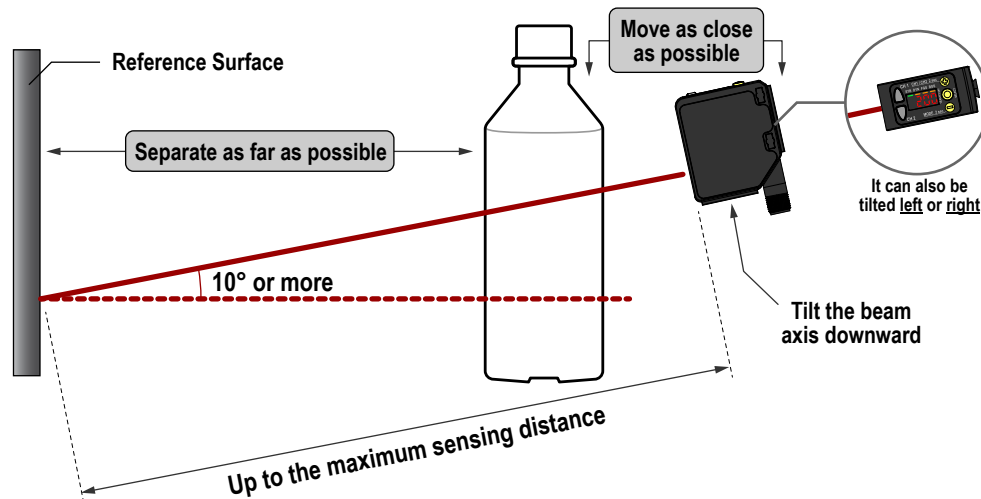 Move as close
as possible
Reference Surface
Separate as far as possible
200
It can also be
tilted left or right
10° or more
Tilt the beam
axis downward
Up to the maximum sensing distance